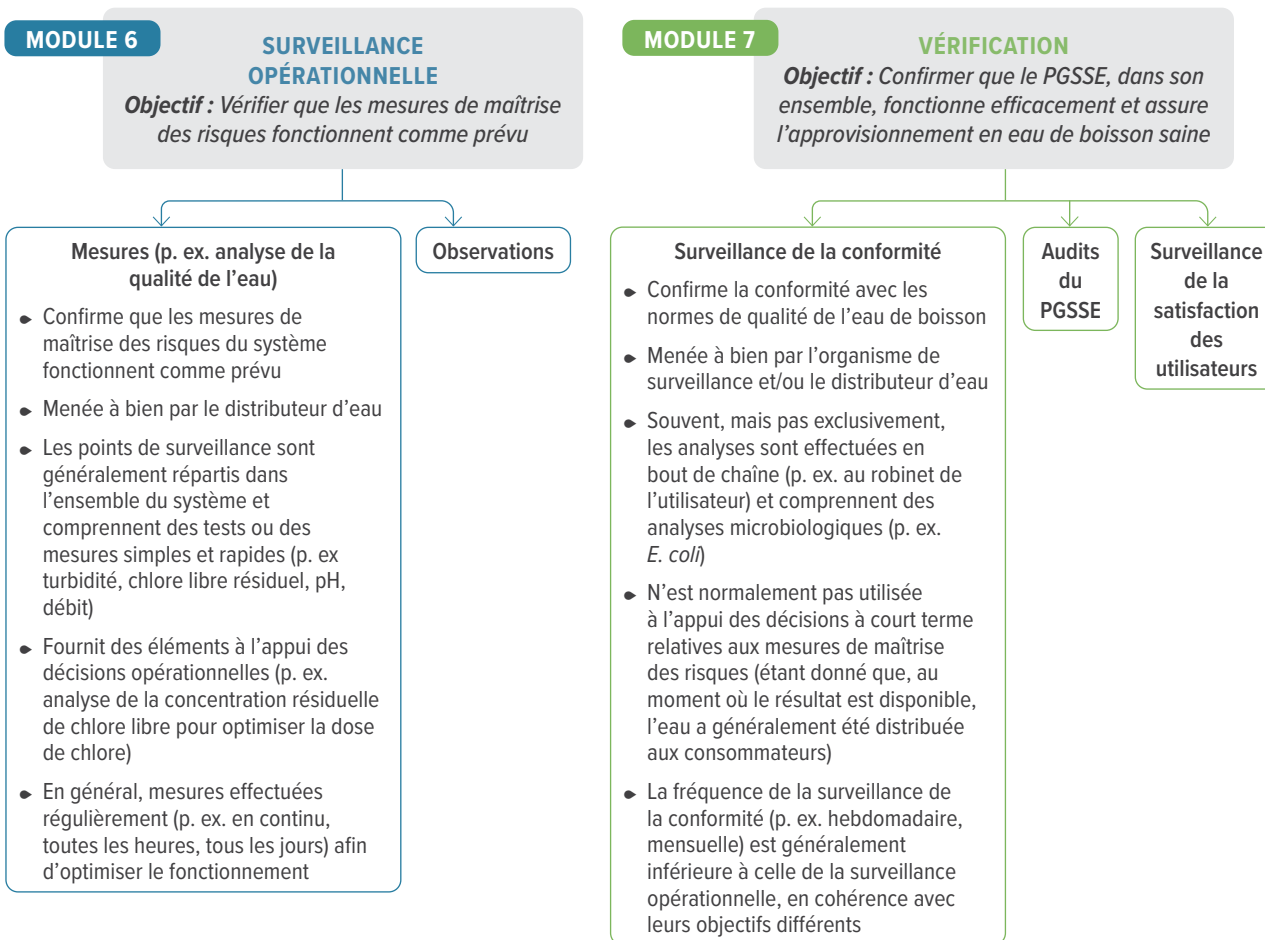 MODULE 6
SURVEILLANCE
OPÉRATIONNELLE
Objectif : Vérifier que les mesures de maîtrise
des risques fonctionnent comme prévu
Mesures (p. ex. analyse de la
qualité de l'eau)
Confirme que les mesures de
maîtrise des risques du système
fonctionnent comme prévu
Menée à bien par le distributeur d'eau
Les points de surveillance sont
généralement répartis dans
l'ensemble du système et
comprennent des tests ou des
mesures simples et rapides (p. ex
turbidité, chlore libre résiduel, pH,
débit)
Fournit des éléments à l'appui des
décisions opérationnelles (p. ex.
analyse de la concentration résiduelle
de chlore libre pour optimiser la dose
de chlore)
En général, mesures effectuées
régulièrement (p. ex. en continu,
toutes les heures, tous les jours) afin
d'optimiser le fonctionnement
Observations
MODULE 7
VÉRIFICATION
Objectif : Confirmer que le PGSSE, dans son
ensemble, fonctionne efficacement et assure
l'approvisionnement en eau de boisson saine
Surveillance de la conformité
Confirme la conformité avec les
normes de qualité de l'eau de boisson
Menée à bien par l'organisme de
surveillance et/ou le distributeur d'eau
Souvent, mais pas exclusivement,
les analyses sont effectuées en
bout de chaîne (p. ex. au robinet de
l'utilisateur) et comprennent des
analyses microbiologiques (p. ex.
E. coli)
N'est normalement pas utilisée
à l'appui des décisions à court terme
relatives aux mesures de maîtrise
des risques (étant donné que, au
moment où le résultat est disponible,
l'eau a généralement été distribuée
aux consommateurs)
La fréquence de la surveillance de
la conformité (p. ex. hebdomadaire,
mensuelle) est généralement
inférieure à celle de la surveillance
opérationnelle, en cohérence avec
leurs objectifs différents
Audits
du
PGSSE
Surveillance
de la
satisfaction
des
utilisateurs